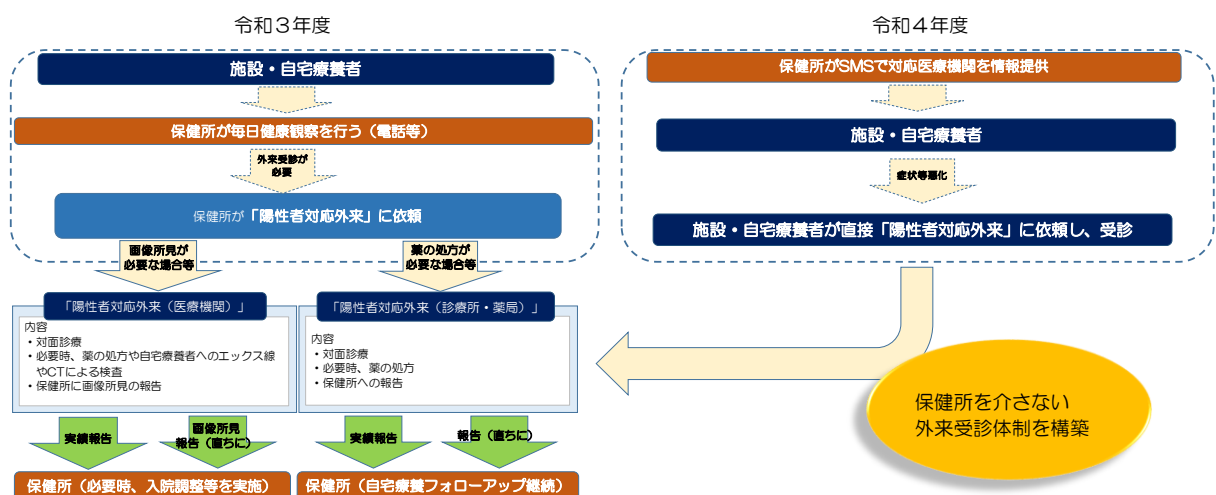 令和３年度
施設・自宅療養者
保健所が毎日健康観察を行う（電話等）
外来受診が
必要
保健所が「陽性者対応外来」に依頼
画像所見が
必要な場合等
薬の処方が
必要な場合等
「陽性者対応外来（医療機関）」
内容
・対面診療
・必要時、薬の処方や自宅療養者へのエックス線
やCTによる検査
・保健所に画像所見の報告
「陽性者対応外来（診療所・薬局）」
内容
・対面診療
・必要時、薬の処方
・保健所への報告
実績報告
画像所見
報告（直ちに）
実績報告
報告（直ちに）
保健所（必要時、入院調整等を実施）
保健所（自宅療養フォローアップ継続）
令和４年度
保健所がSMSで対応医療機関を情報提供
施設・自宅療養者
症状等悪化
施設・自宅療養者が直接「陽性者対応外来」に依頼し、受診
保健所を介さない
外来受診体制を構築